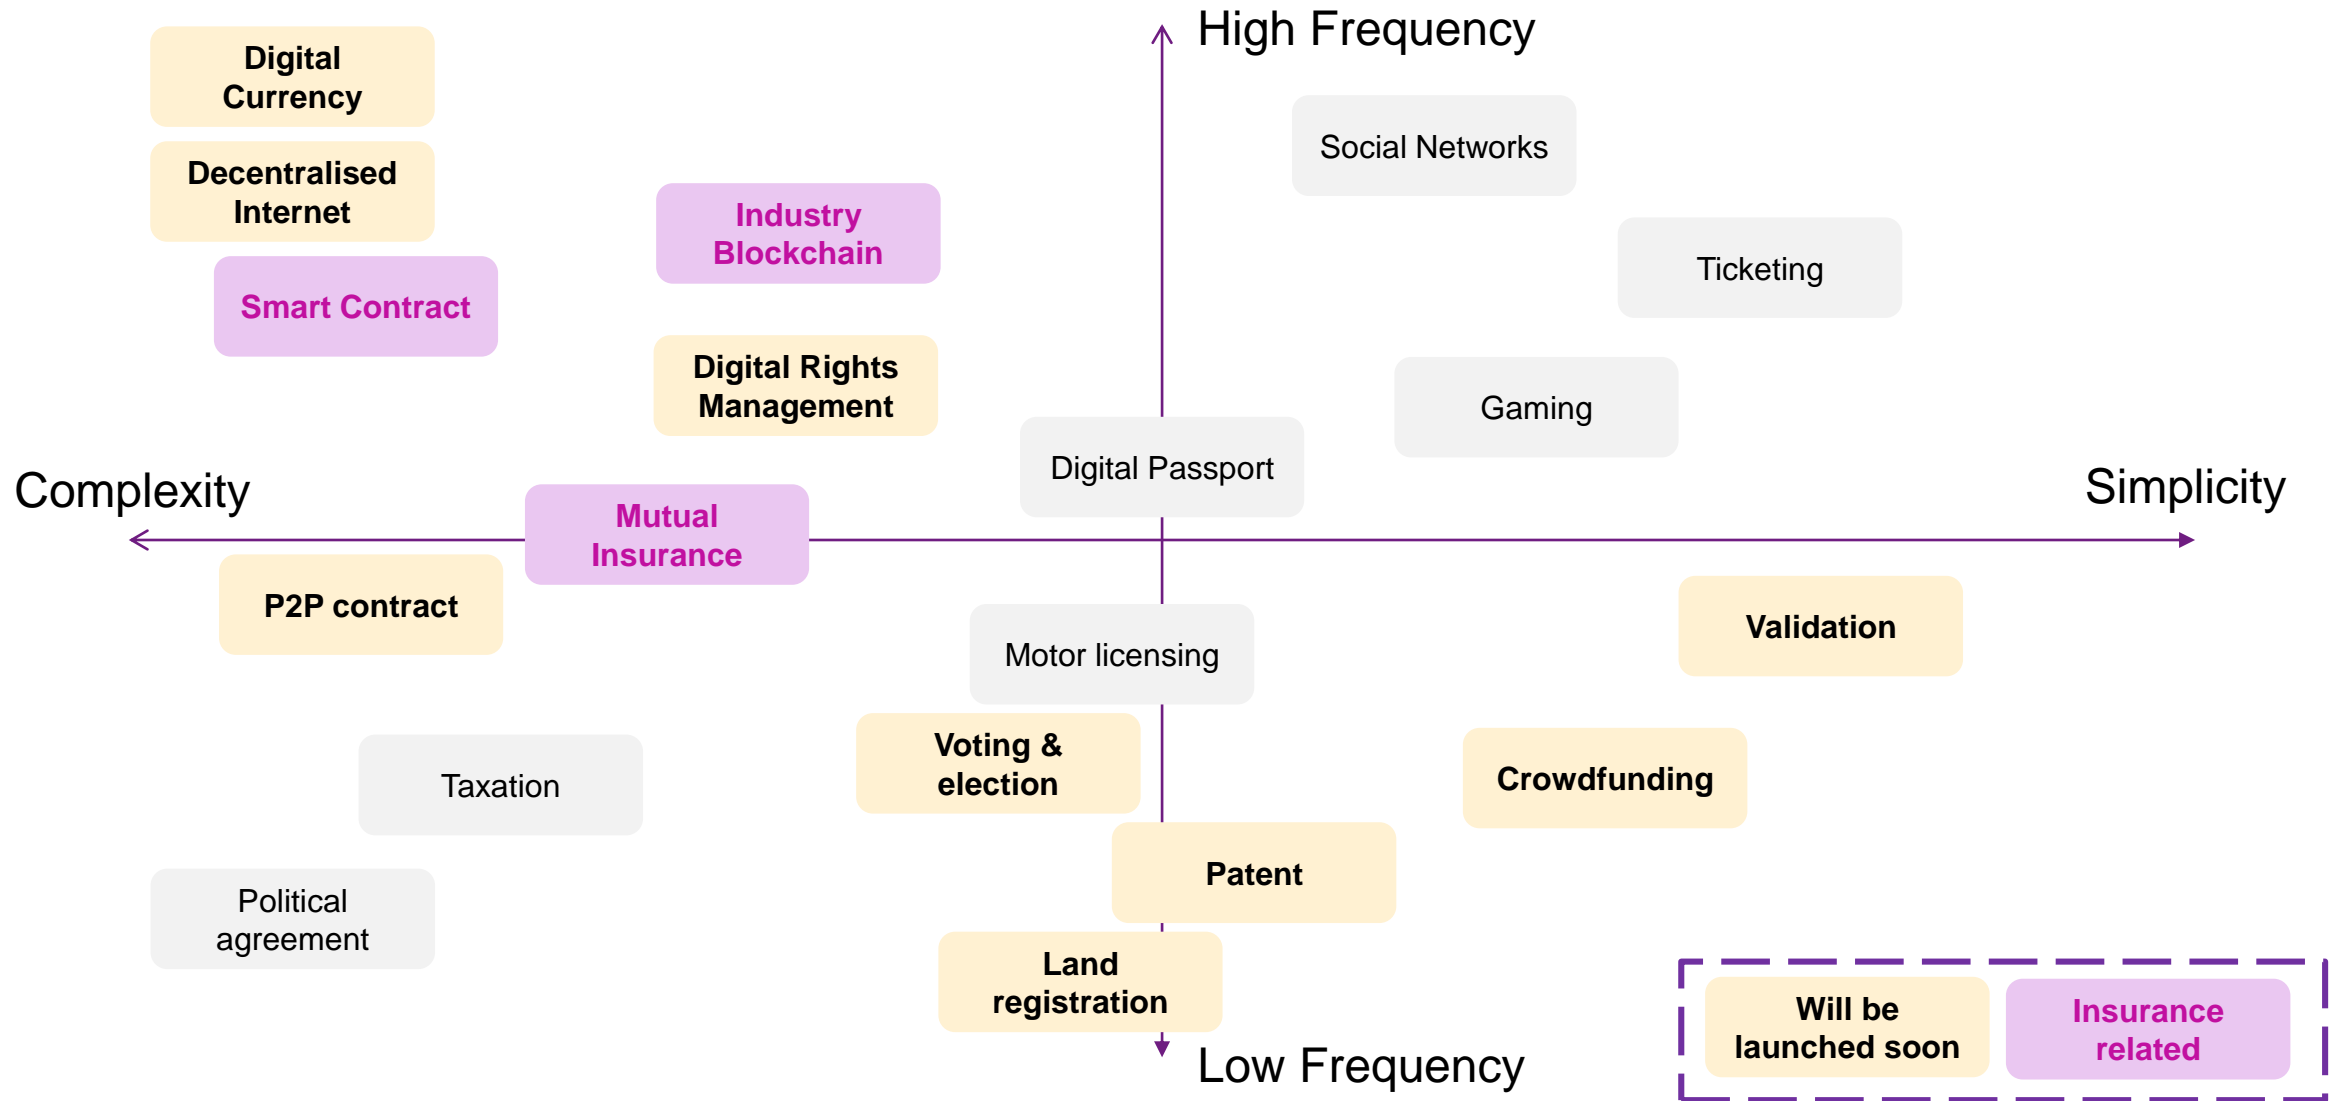 High Frequency
Digital
Currency
Social Networks
Decentralised
Internet
Industry
Blockchain
Ticketing
Smart Contract
Digital Rights
Management
Gaming
Digital Passport
Complexity
Simplicity
Mutual
Insurance
P2P contract
Validation
Motor licensing
Voting &
election
Taxation
Crowdfunding
Patent
Political
agreement
Land
registration
Will be
launched soon
Insurance
related
Low Frequency